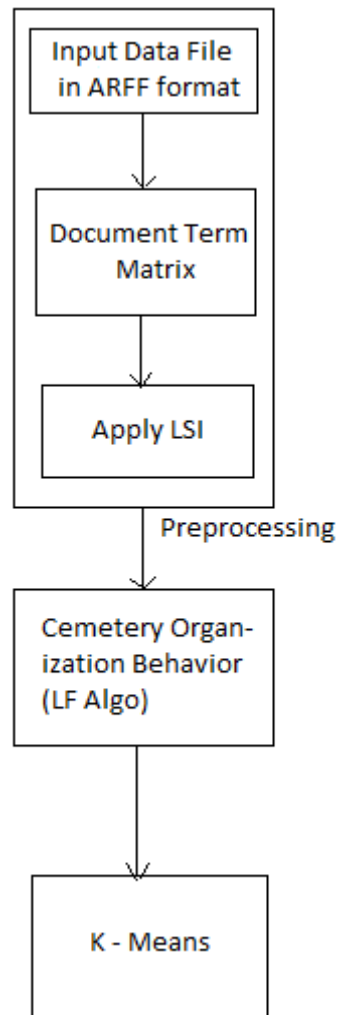 Input Data File
in ARFF format
Document Term
Matrix
Apply LSI
Preprocessing
Cemetery Organ-
ization Behavior
(LF Algo)
K - Means